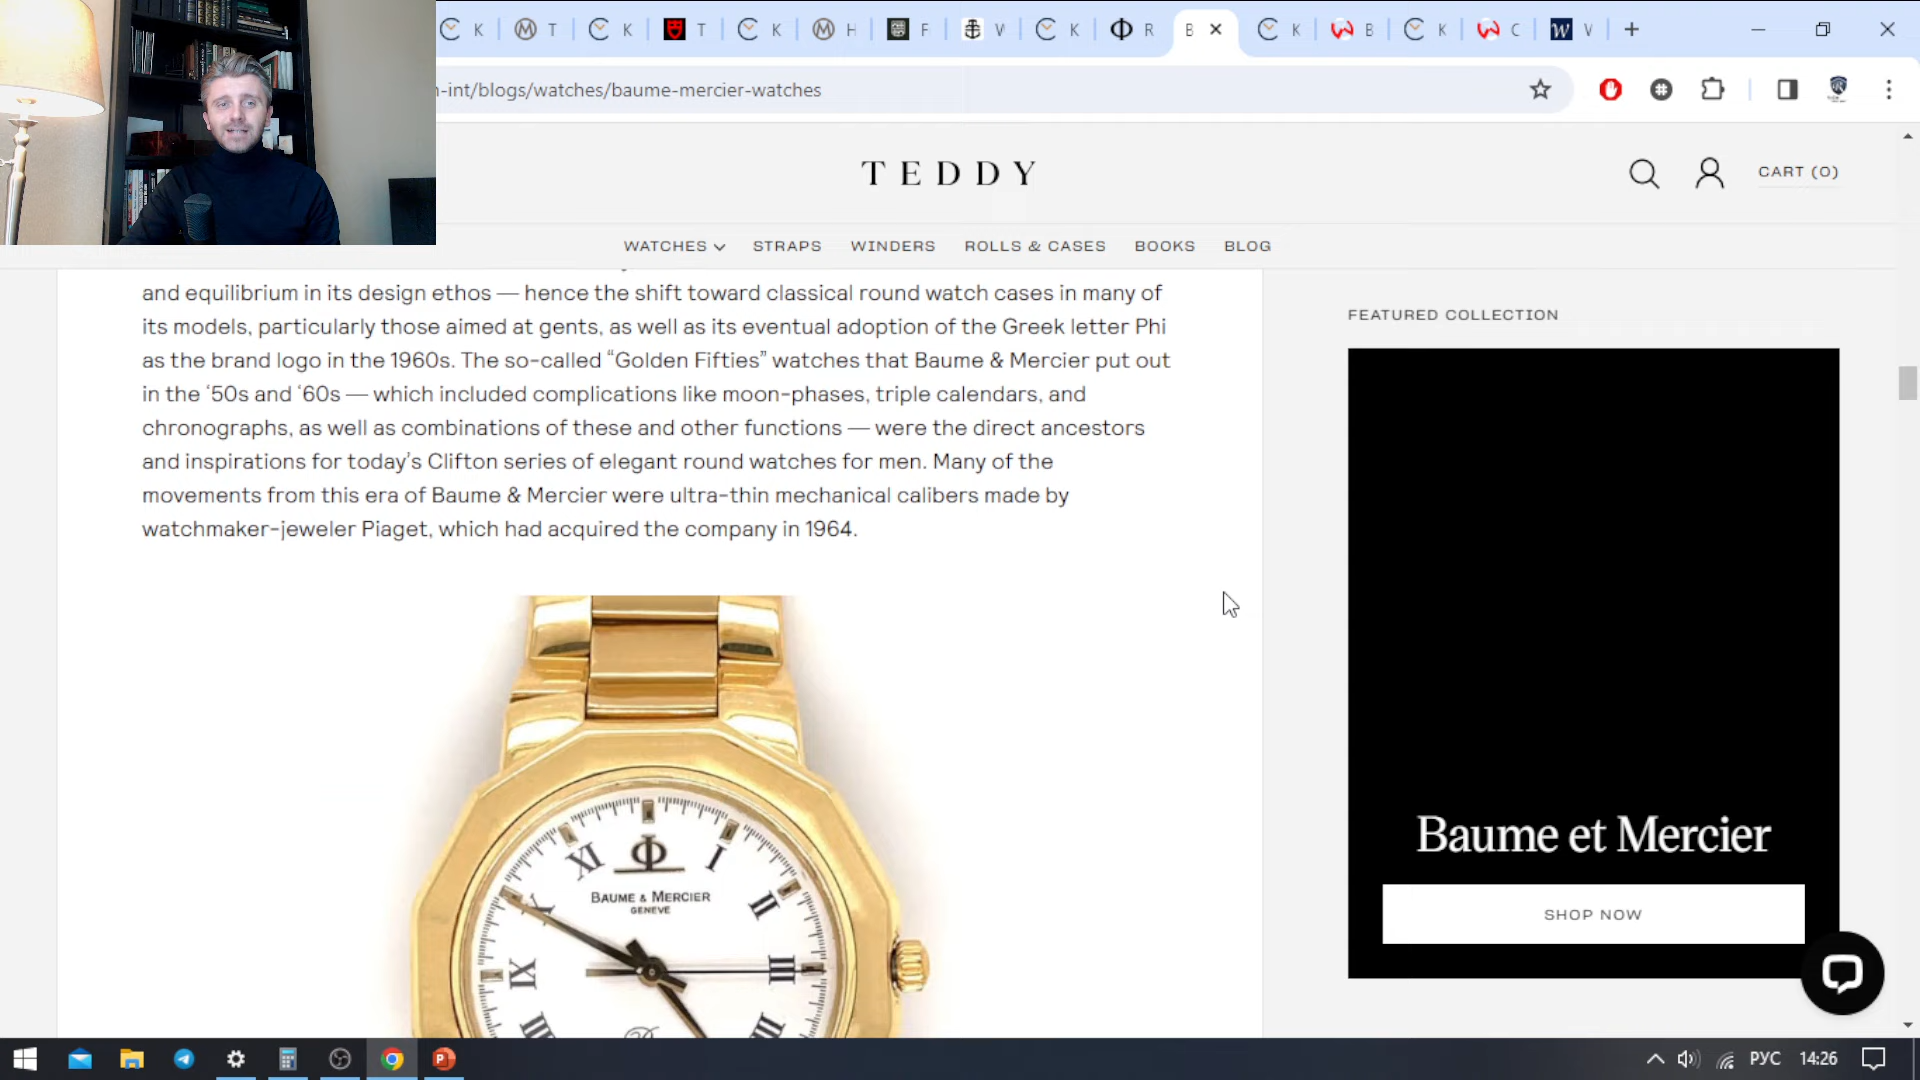 K
T
K
T
K
H
F
V
K
R
B
K
B
K
C
V
n-int/blogs/watches/baume-mercier-watches
TEDDY
CART (0)
WATCHES
STRAPS
WINDERS
ROLLS & CASES
BOOKS
BLOG
and equilibrium in its design ethos — hence the shift toward classical round watch cases in many of
its models, particularly those aimed at gents, as well as its eventual adoption of the Greek letter Phi
as the brand logo in the 1960s. The so-called “Golden Fifties” watches that Baume & Mercier put out
in the ‘50s and ‘60s — which included complications like moon-phases, triple calendars, and
chronographs, as well as combinations of these and other functions — were the direct ancestors
and inspirations for today’s Clifton series of elegant round watches for men. Many of the
movements from this era of Baume & Mercier were ultra-thin mechanical calibers made by
watchmaker-jeweler Piaget, which had acquired the company in 1964.
FEATURED COLLECTION
Baume et Mercier
SHOP NOW
Φ
XI
I
BAUME & MERCIER
GENEVE
X
II
IX
III
РУС
14:26